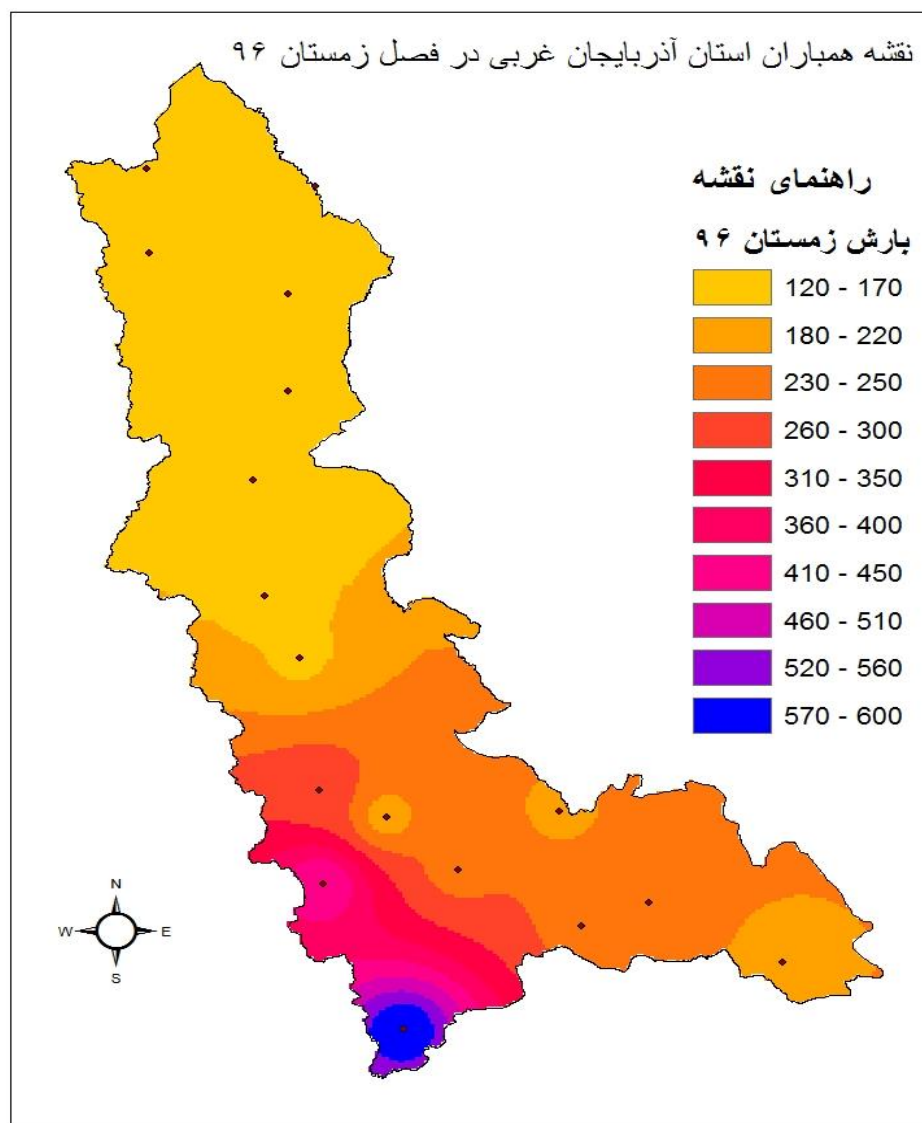 نقشه همباران استان آذربایجان غربی در فصل زمستان ۹۶
راهنمای نقشه
بارش زمستان ۹۶
120 - 170
180 - 220
230 - 250
260 - 300
310 - 350
360 - 400
410 - 450
460 - 510
520 - 560
570 - 600
N
W E
S